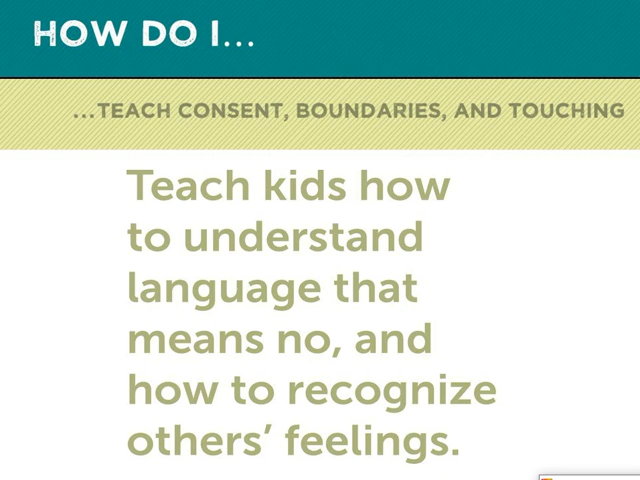 HOW DO I...
...TEACH CONSENT, BOUNDARIES, AND TOUCHING
Teach kids how
to understand
language that
means no, and
how to recognize
others’ feelings.